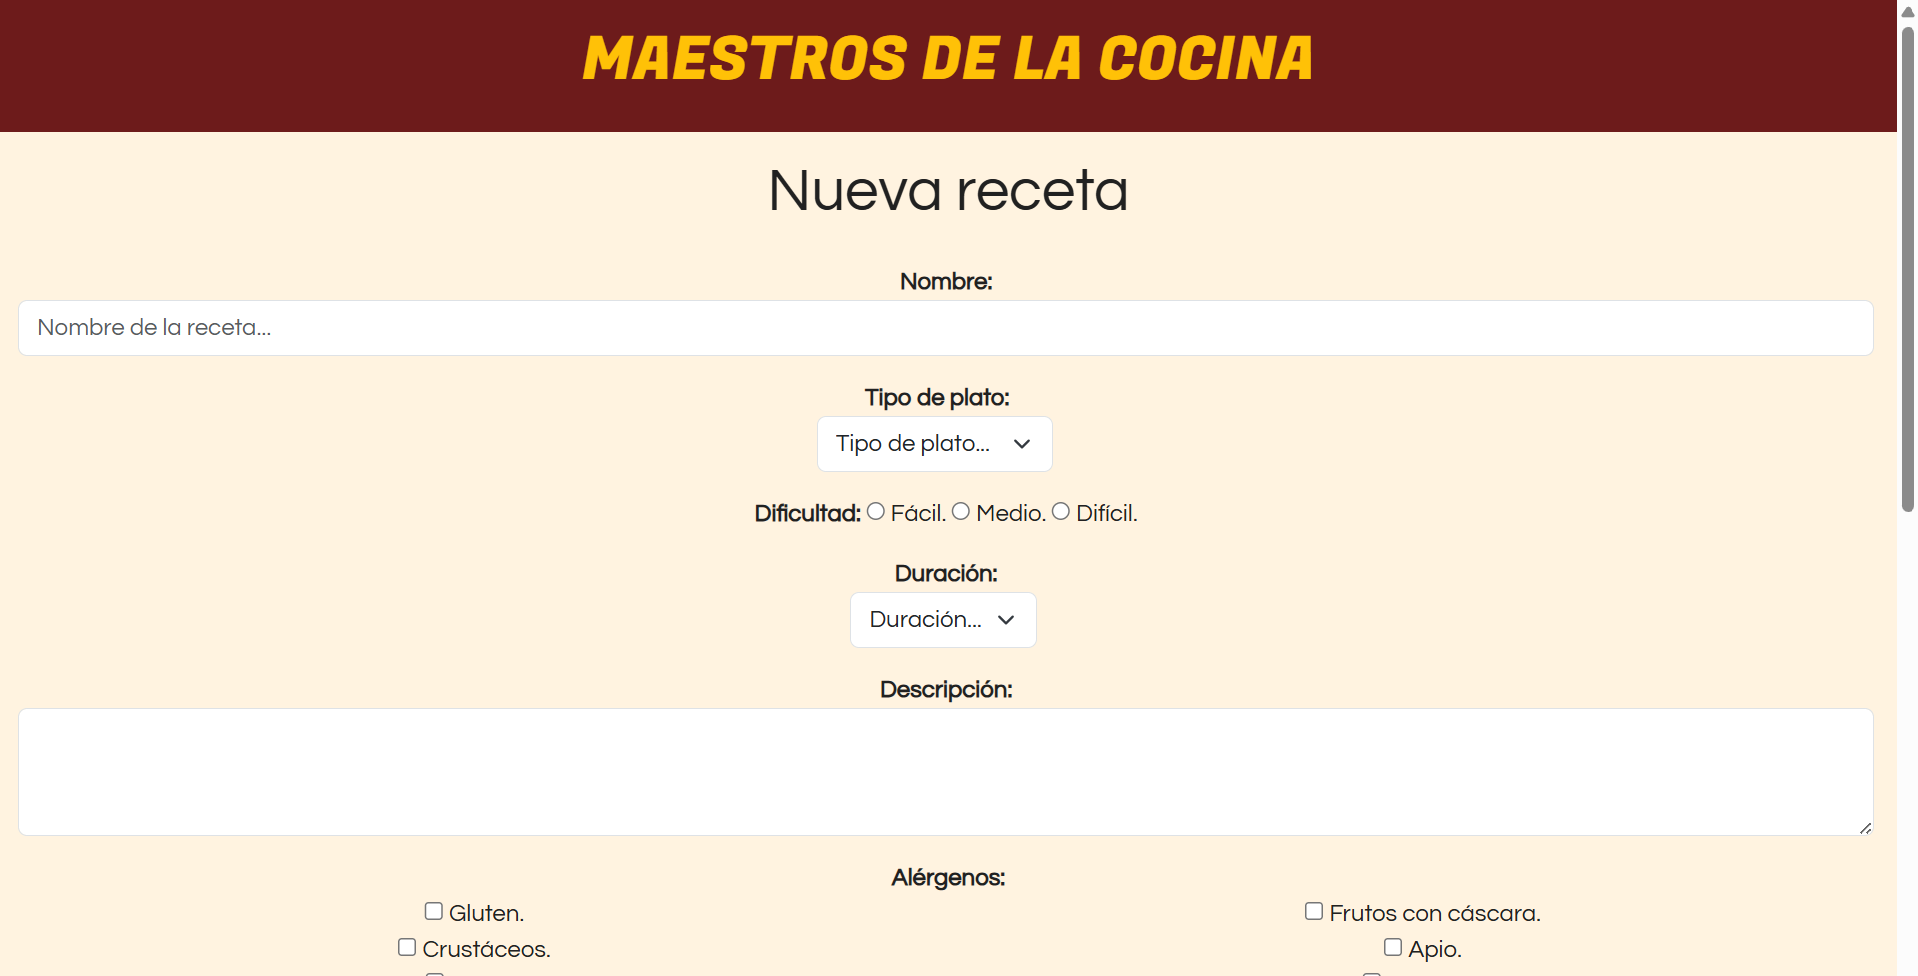 MAESTROS DE LA COCINA
Nueva receta
Nombre:
Nombre de la receta...
Tipo de plato:
Tipo de plato...
Dificultad: Fácil. Medio. Difícil.
Duración:
Duración...
Descripción:
Alérgenos:
Gluten.
Frutos con cáscara.
Crustáceos.
Apio.